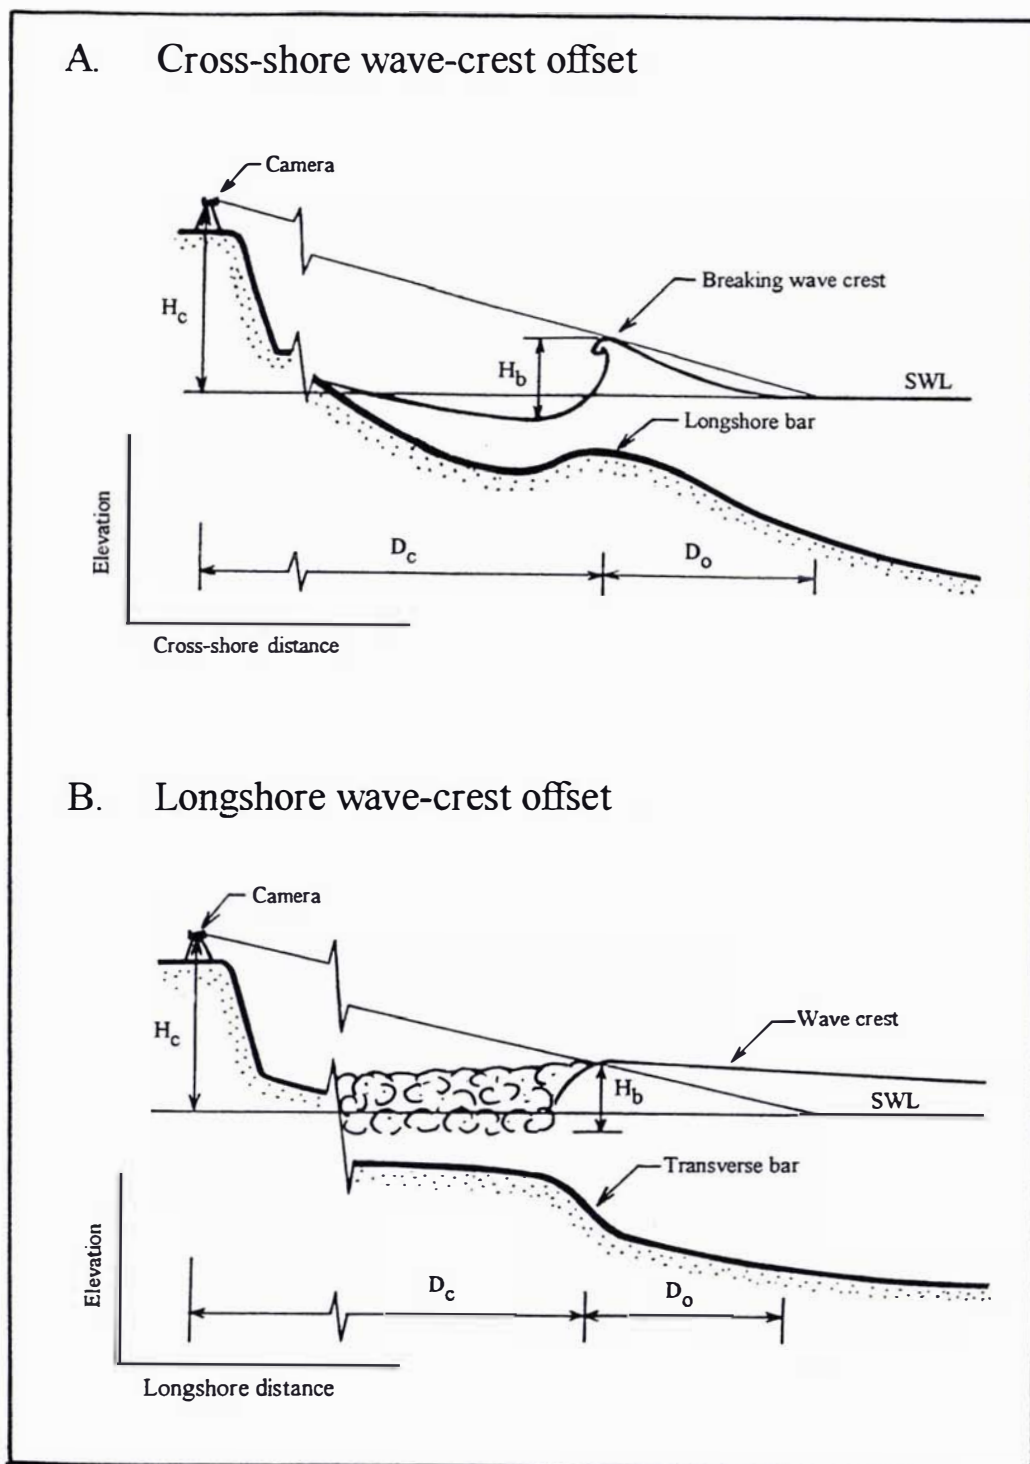 A. Cross-shore wave-crest offset
Camera
Breaking wave crest
H_c
H_b
SWL
Longshore bar
Elevation
D_c
D_o
Cross-shore distance
B. Longshore wave-crest offset
Camera
Wave crest
H_c
H_b
SWL
Transverse bar
Elevation
D_c
D_o
Longshore distance